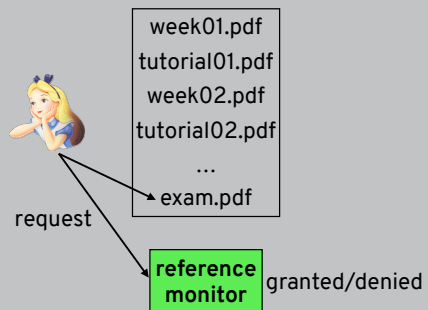 week01.pdf
tutorial01.pdf
week02.pdf
tutorial02.pdf
...
exam.pdf
request
reference
monitor
granted/denied